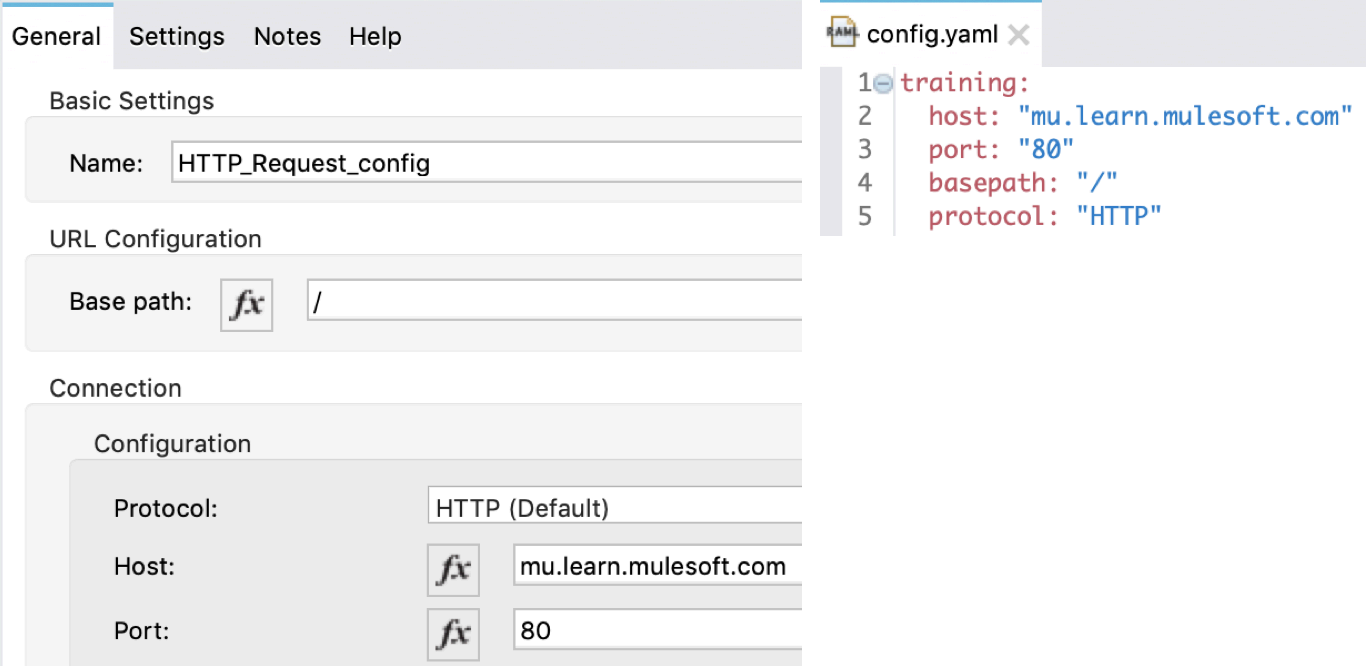 General Settings Notes Help
Basic Settings
Name: HTTP_Request_config
URL Configuration
Base path: fx /
Connection
Configuration
Protocol: HTTP (Default)
Host: fx mu.learn.mulesoft.com
Port: fx 80
RAML config.yaml
1 training:
2 host: "mu.learn.mulesoft.com"
3 port: "80"
4 basepath: "/"
5 protocol: "HTTP"